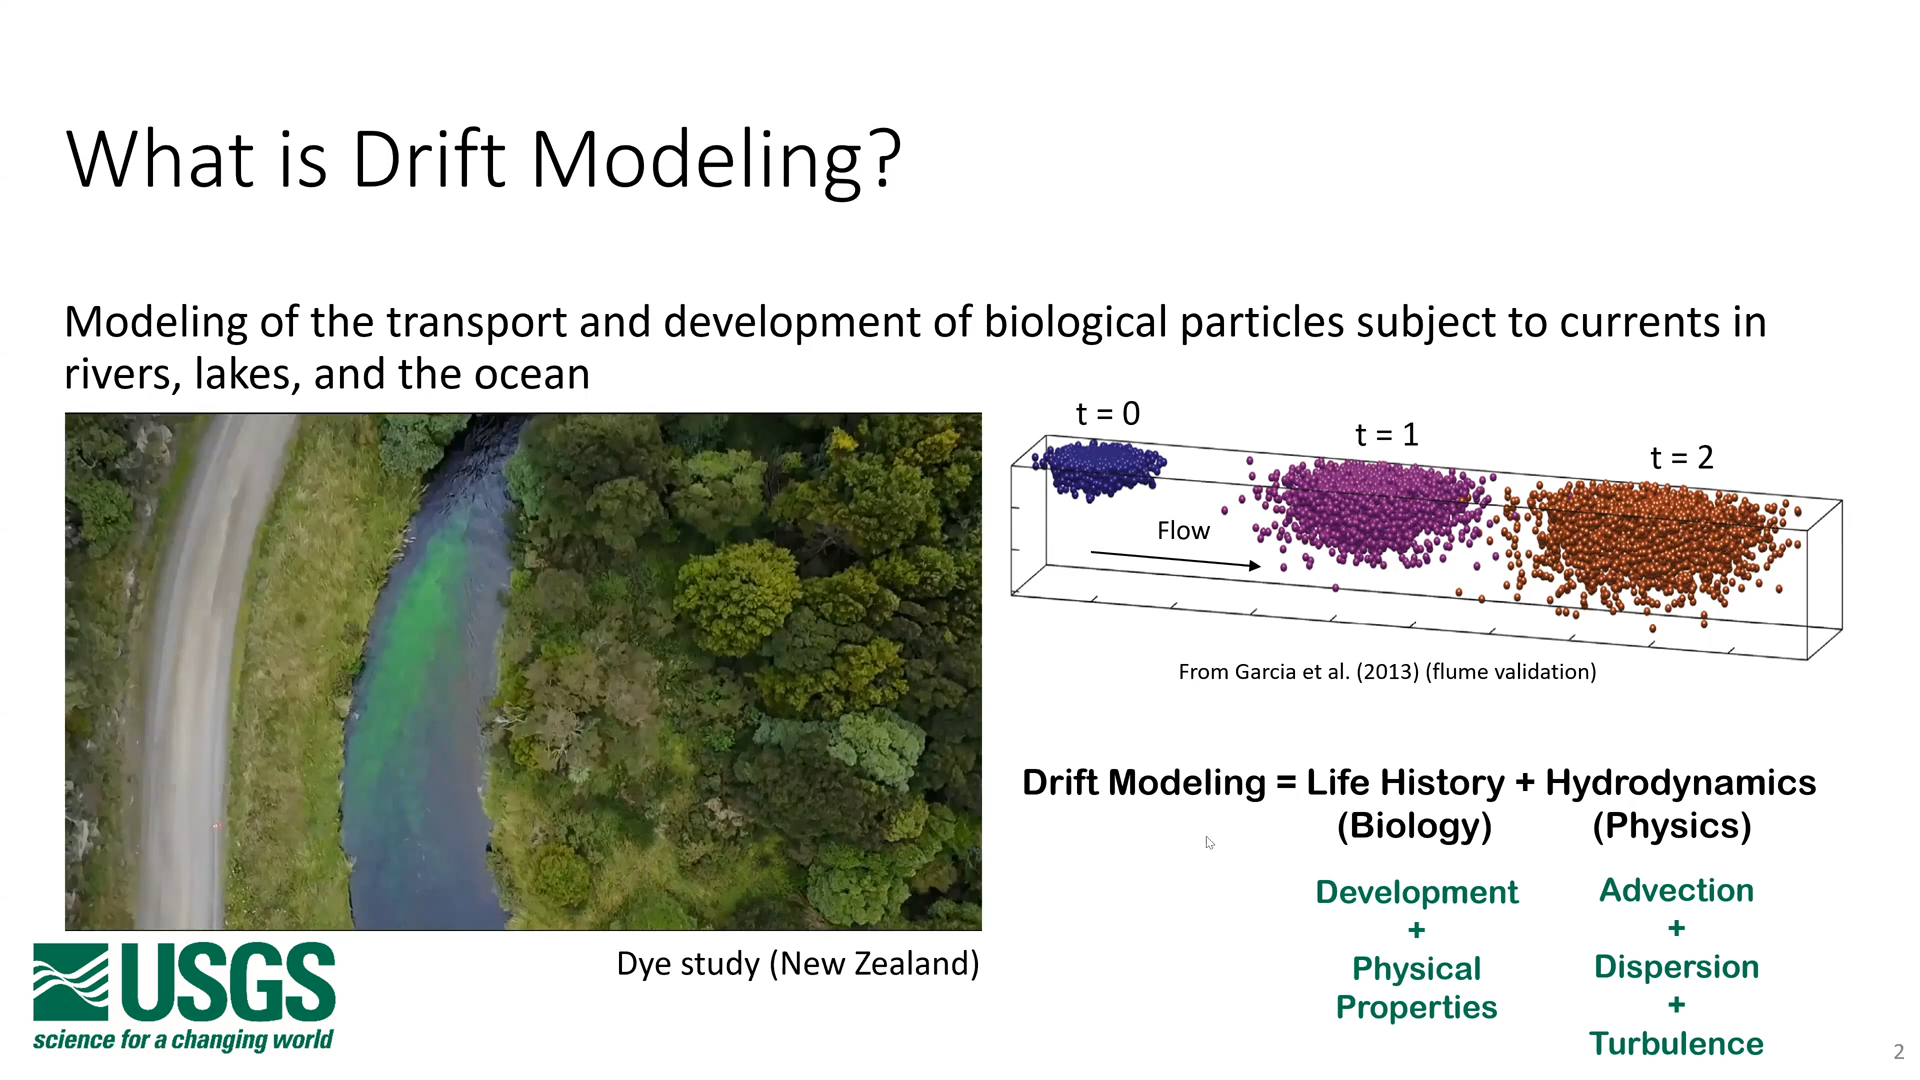 What is Drift Modeling?
Modeling of the transport and development of biological particles subject to currents in
rivers, lakes, and the ocean
t = 0
t = 1
t = 2
Flow
From Garcia et al. (2013) (flume validation)
Dye study (New Zealand)
Drift Modeling = Life History + Hydrodynamics
(Biology) (Physics)
Development
+
Physical
Properties
Advection
+
Dispersion
+
Turbulence
USGS
science for a changing world
2